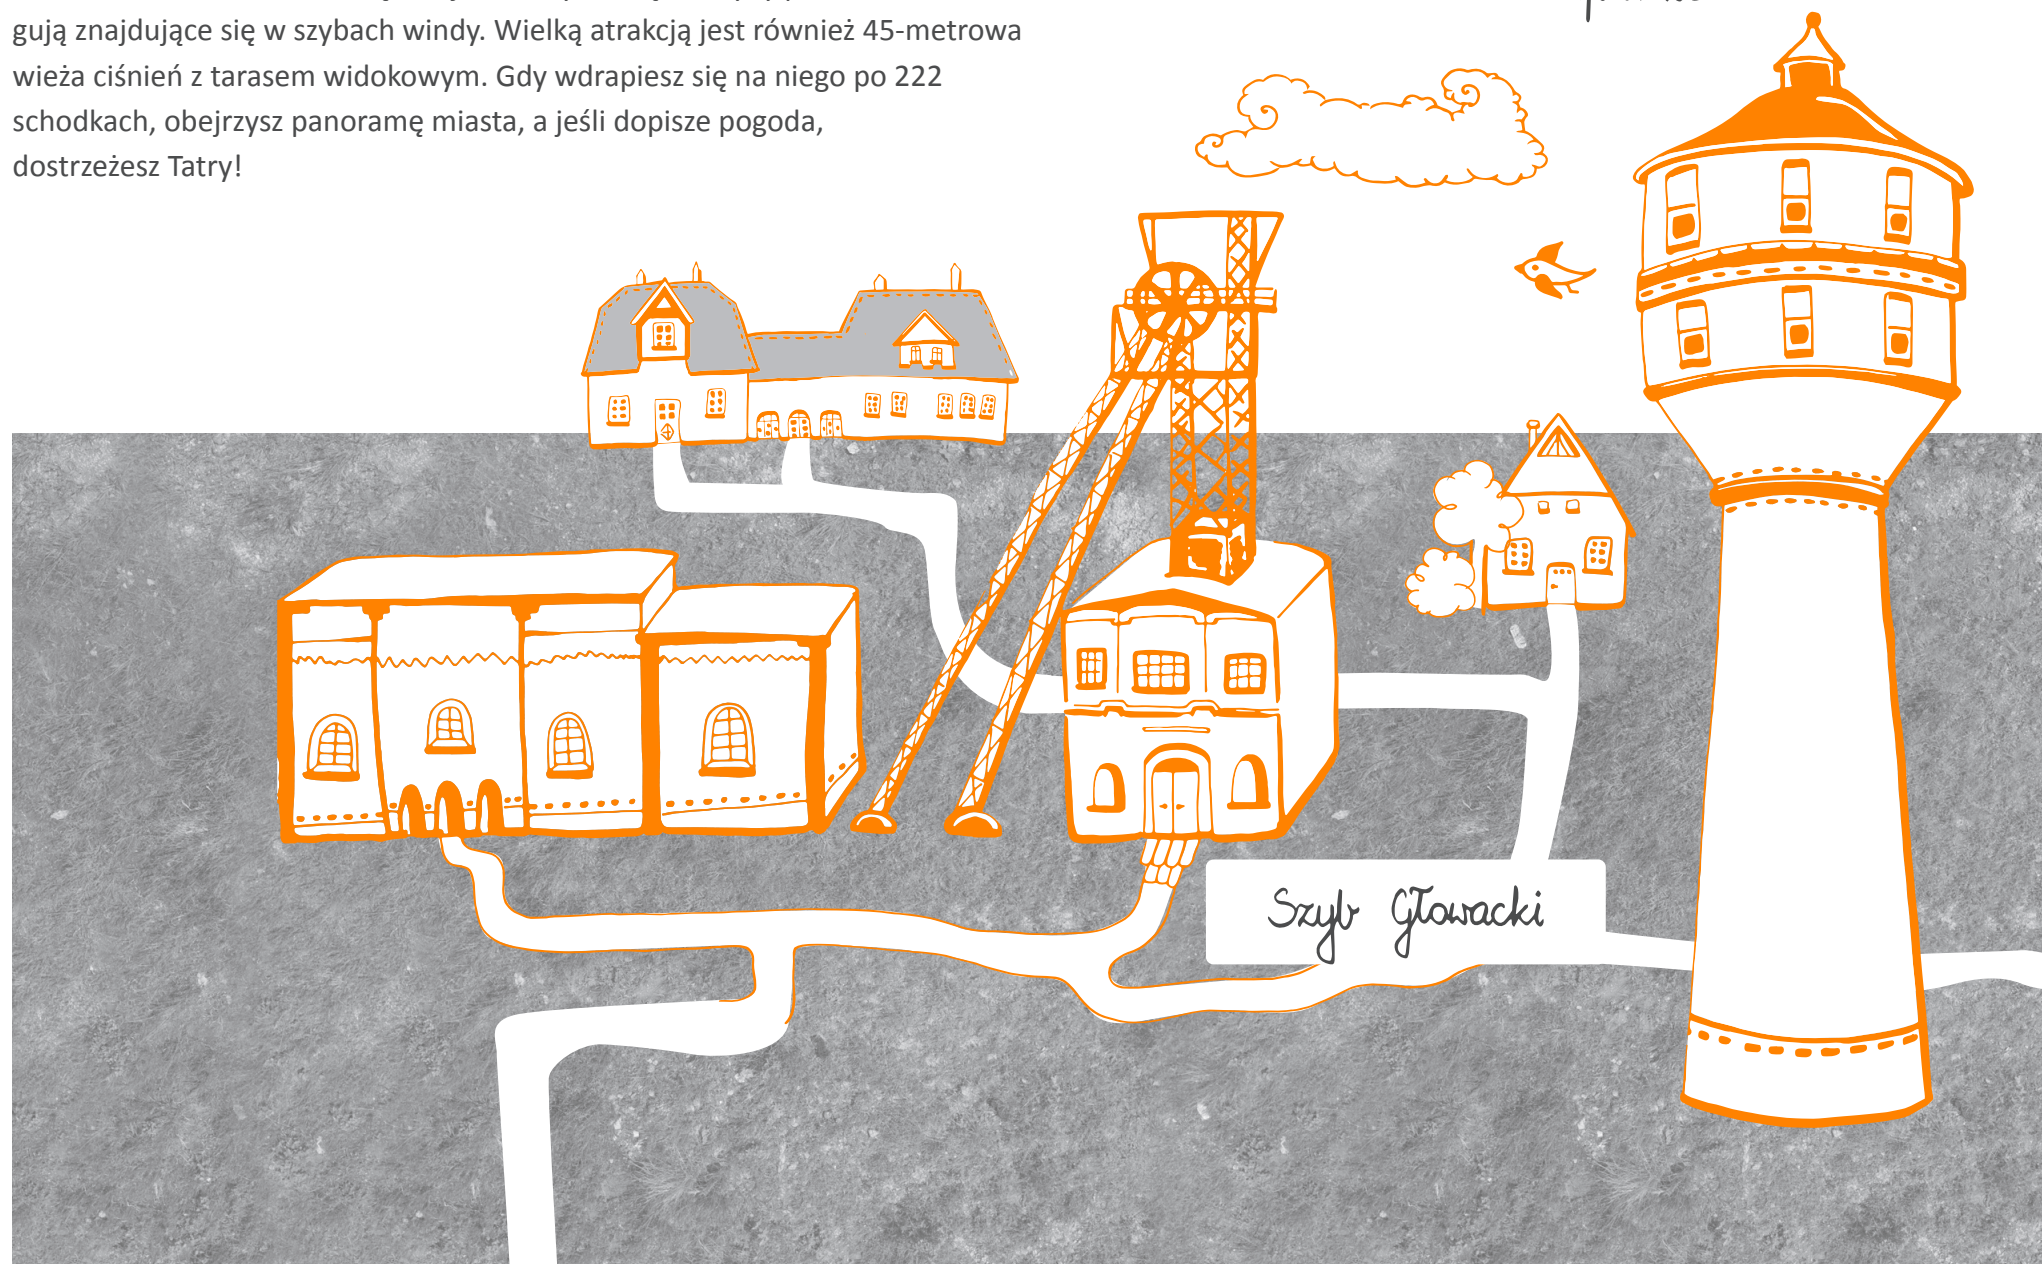 gują znajdujące się w szybach windy. Wielką atrakcją jest również 45-metrowa
wieża ciśnień z tarasem widokowym. Gdy wdrapiesz się na niego po 222
schodkach, obejrzysz panoramę miasta, a jeśli dopisze pogoda,
dostrzeżesz Tatry!
Szyb Głowacki